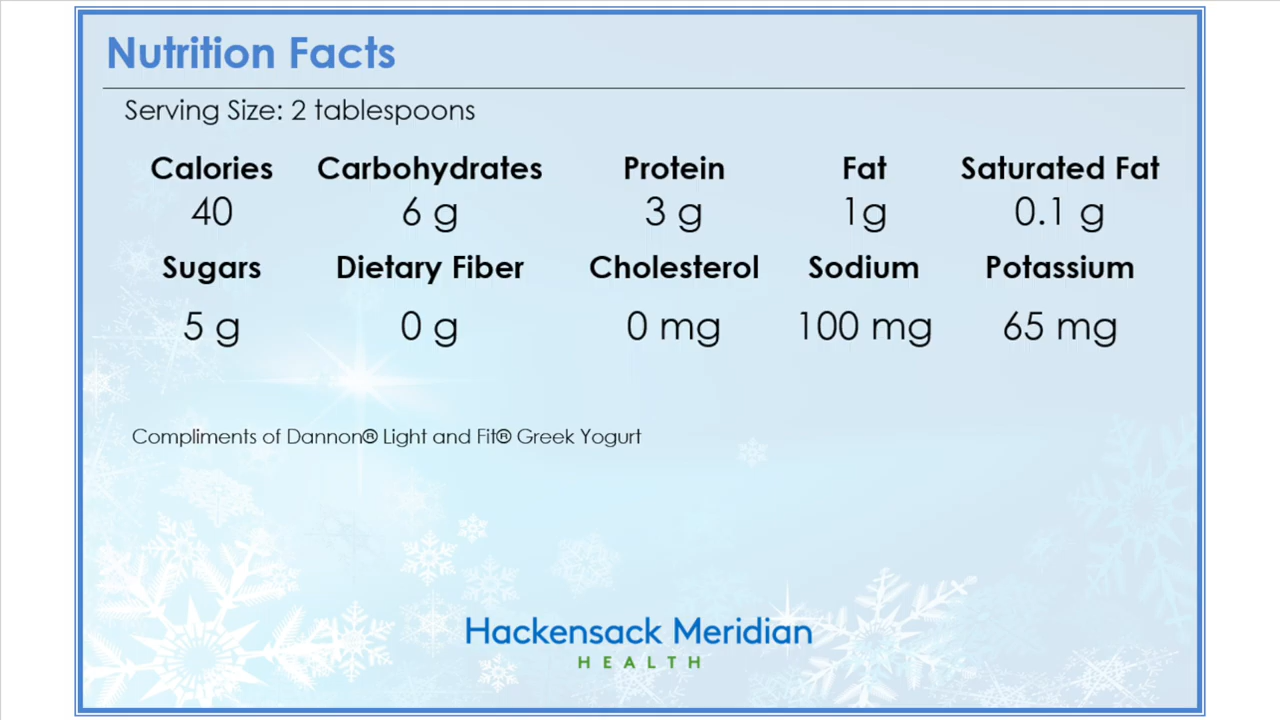 Nutrition Facts
Serving Size: 2 tablespoons
Calories Carbohydrates Protein Fat Saturated Fat
40 6 g 3 g 1g 0.1 g
Sugars Dietary Fiber Cholesterol Sodium Potassium
5 g 0 g 0 mg 100 mg 65 mg
Compliments of Dannon® Light and Fit® Greek Yogurt
Hackensack Meridian
HEALTH